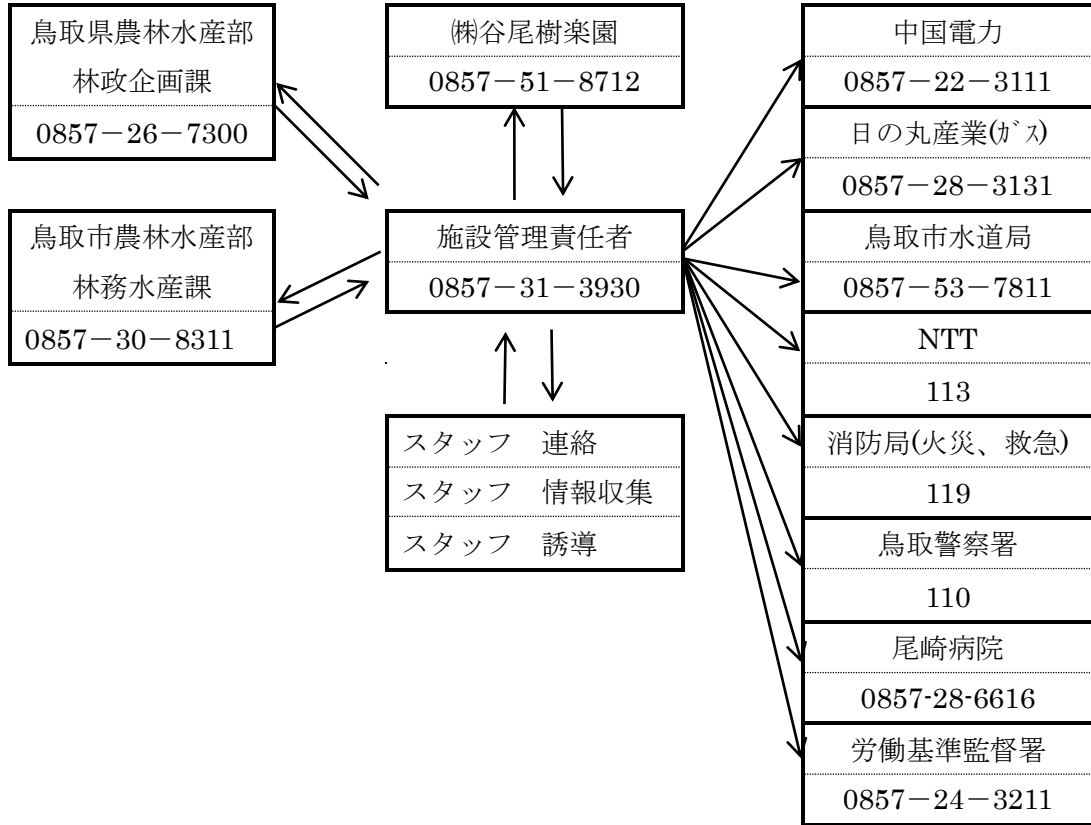 鳥取県農林水産部
林政企画課
0857－26－7300
鳥取市農林水産部
林務水産課
0857－30－8311
㈱谷尾樹楽園
0857－51－8712
施設管理責任者
0857－31－3930
スタッフ　連絡
スタッフ　情報収集
スタッフ　誘導
中国電力
0857－22－3111
日の丸産業(ｶﾞｽ)
0857－28－3131
鳥取市水道局
0857－53－7811
NTT
113
消防局(火災、救急)
119
鳥取警察署
110
尾崎病院
0857-28-6616
労働基準監督署
0857－24－3211